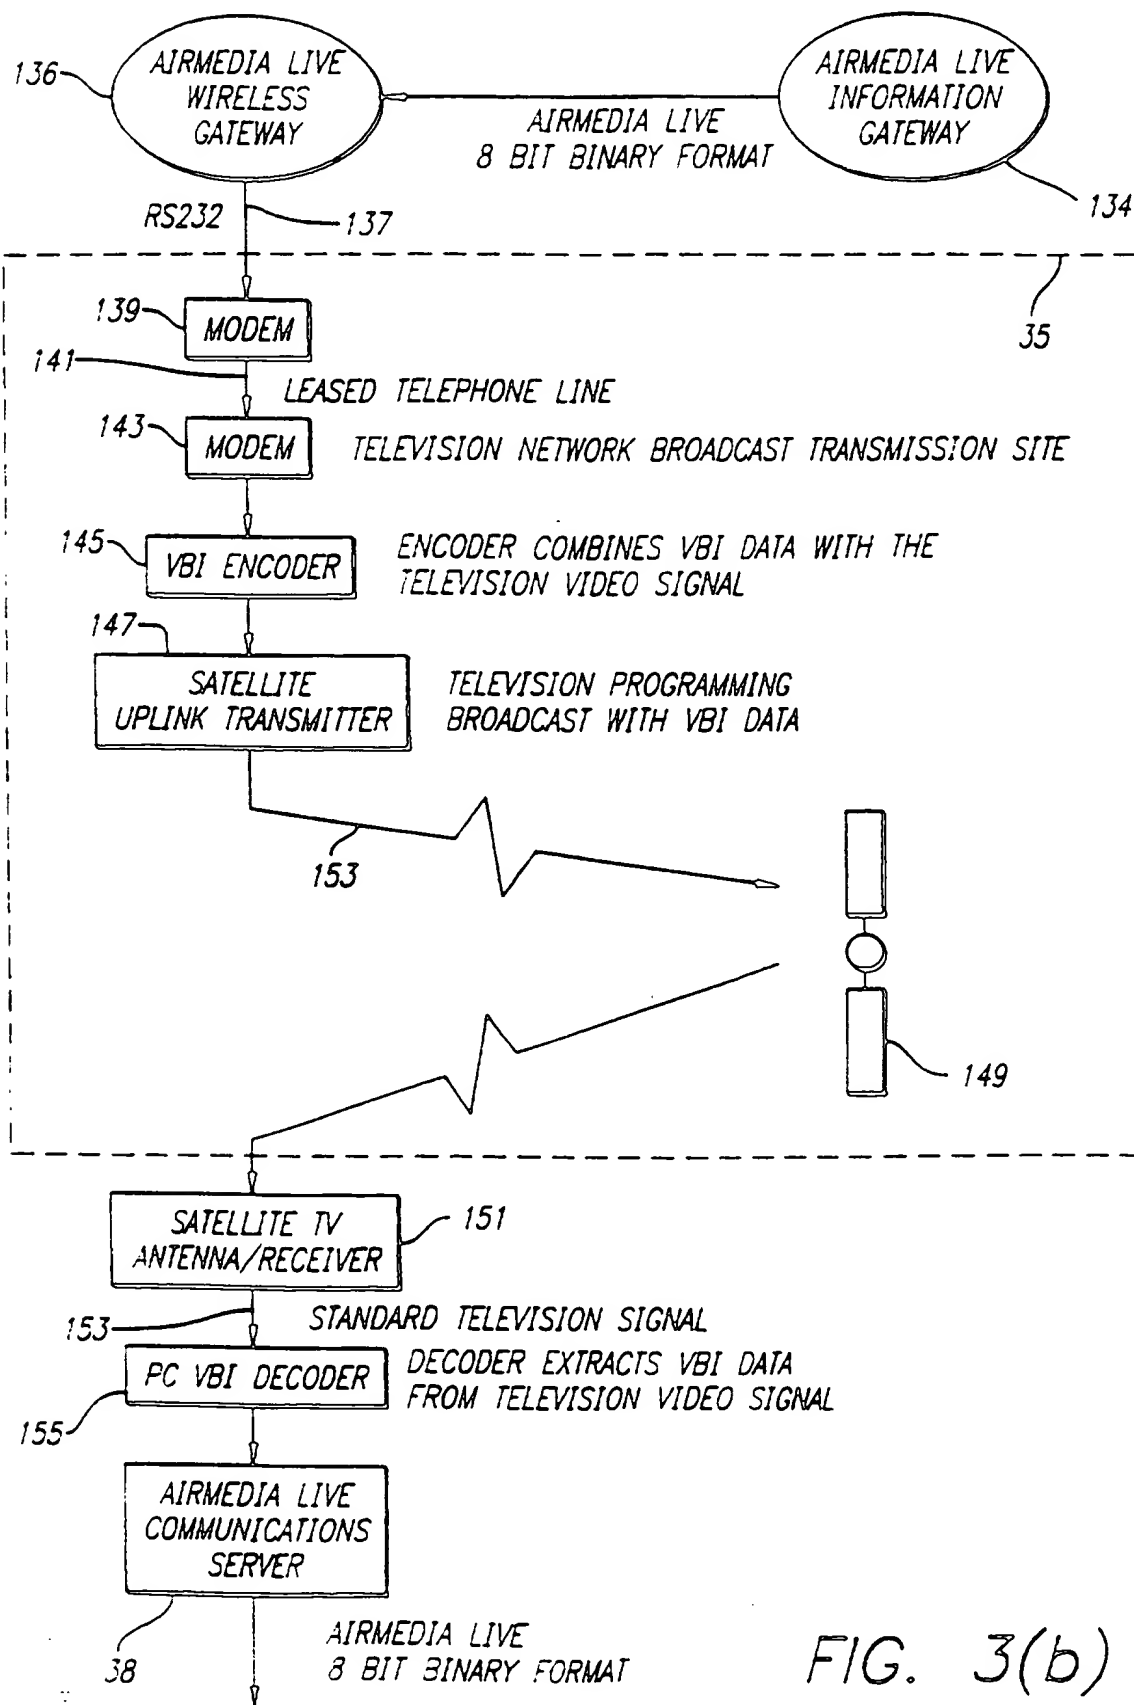 136
AIRMEDIA LIVE
WIRELESS
GATEWAY
AIRMEDIA LIVE
INFORMATION
GATEWAY
AIRMEDIA LIVE
8 BIT BINARY FORMAT
134
RS232
137
35
139
MODEM
141
LEASED TELEPHONE LINE
143
MODEM
TELEVISION NETWORK BROADCAST TRANSMISSION SITE
145
VBI ENCODER
ENCODER COMBINES VBI DATA WITH THE
TELEVISION VIDEO SIGNAL
147
SATELLITE
UPLINK TRANSMITTER
TELEVISION PROGRAMMING
BROADCAST WITH VBI DATA
153
149
SATELLITE TV
ANTENNA/RECEIVER
151
153
STANDARD TELEVISION SIGNAL
PC VBI DECODER
DECODER EXTRACTS VBI DATA
FROM TELEVISION VIDEO SIGNAL
155
AIRMEDIA LIVE
COMMUNICATIONS
SERVER
38
AIRMEDIA LIVE
8 BIT BINARY FORMAT
FIG. 3(b)